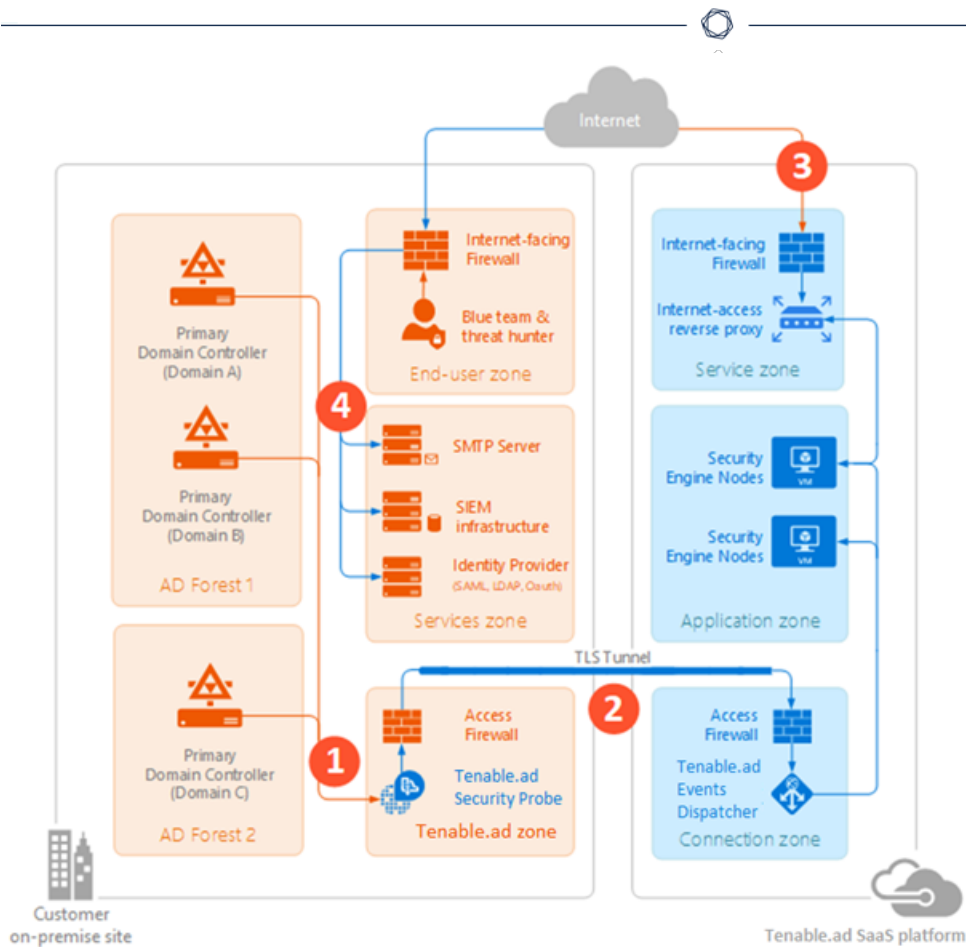 Internet
3
Internet-facing
Firewall
Blue team &
threat hunter
End-user zone
Internet-facing
Firewall
Internet-access
reverse proxy
Service zone
Primary
Domain Controller
(Domain A)
Primary
Domain Controller
(Domain B)
AD Forest 1
4
SMTP Server
SIEM
infrastructure
Identity Provider
(SAML, LDAP, Oauth)
Services zone
Security
Engine Nodes
VM
Security
Engine Nodes
VM
Application zone
TLS Tunnel
2
Primary
Domain Controller
(Domain C)
AD Forest 2
1
Access
Firewall
Tenable.ad
Security Probe
Tenable.ad zone
Access
Firewall
Tenable.ad
Events
Dispatcher
Connection zone
Customer
on-premise site
Tenable.ad SaaS platform